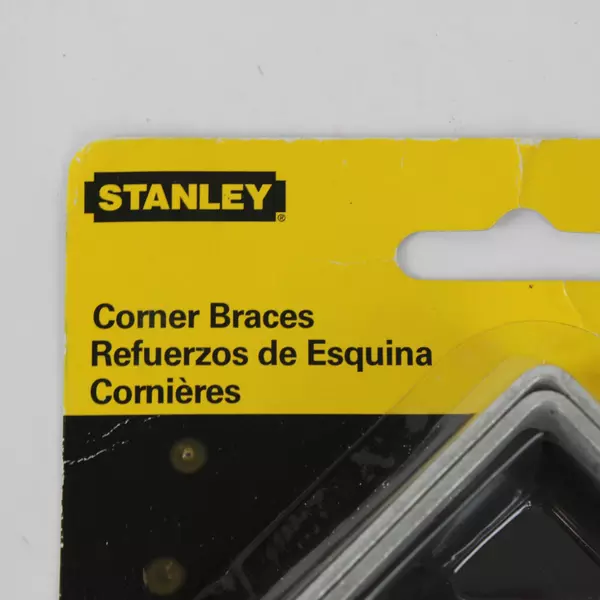 STANLEY®
Corner Braces
Refuerzos de Esquina
Cornières